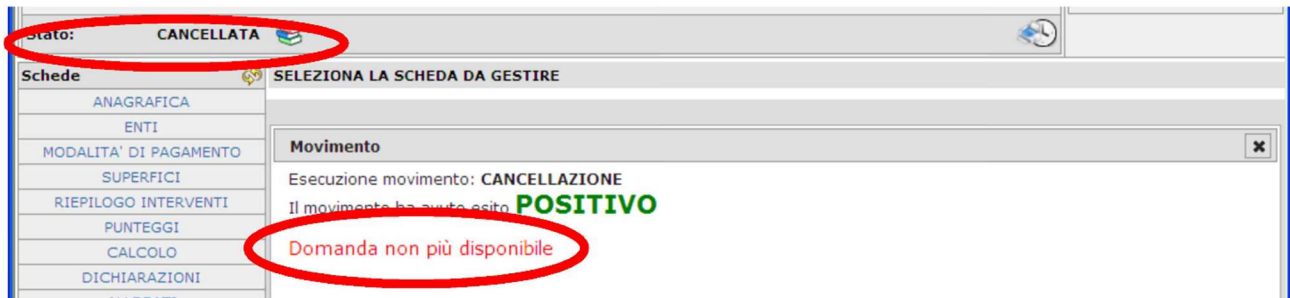 Stato: CANCELLATA
Schede
SELEZIONA LA SCHEDA DA GESTIRE
ANAGRAFICA
ENTI
MODALITA' DI PAGAMENTO
SUPERFICI
RIEPILOGO INTERVENTI
PUNTEGGI
CALCOLO
DICHIARAZIONI
Movimento
Esecuzione movimento: CANCELLAZIONE
Il movimento ha avuto esito POSITIVO
Domanda non più disponibile